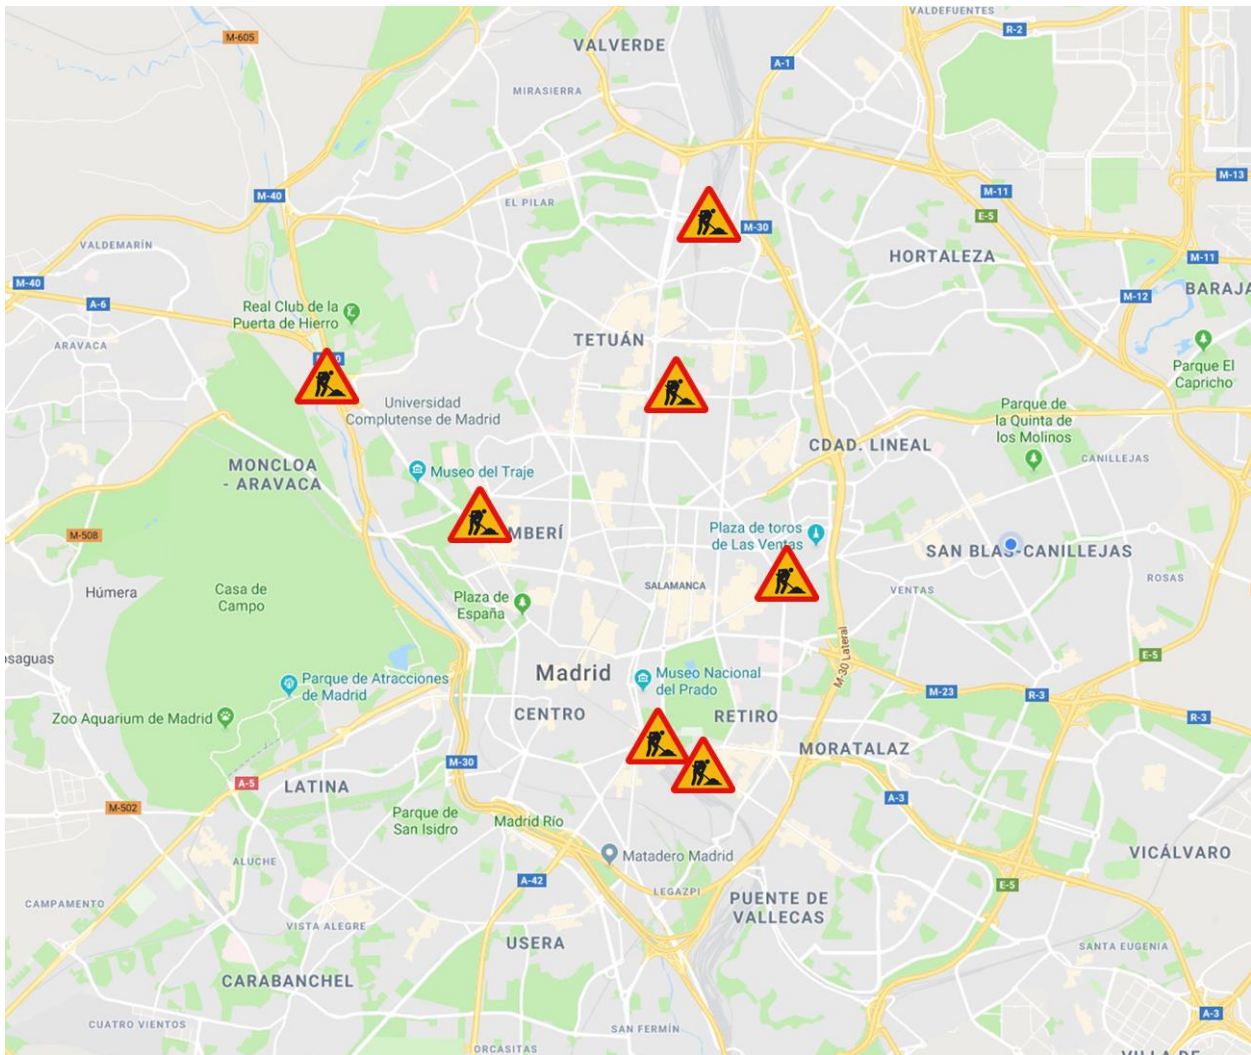 VALDEFUENTES
R-2
M-605
VALVERDE
A-1
MIRASIERRA
M-40
M-11
M-13
EL PILAR
E-5
M-30
VALDEMARÍN
HORTALEZA
M-11
M-40
M-12
BARAJA
A-6
Real Club de la
Puerta de Hierro
TETUÁN
ARAVACA
Parque El
Capricho
Universidad
Complutense de Madrid
Parque de
la Quinta de
los Molinos
CDAD. LINEAL
CANILLEJAS
MONCLOA
- ARAVACA
Museo del Traje
M-508
MBERÍ
Plaza de toros
de Las Ventas
SAN BLAS-CANILLEJAS
ROSAS
Húmera
Casa de
Campo
SALAMANCA
VENTAS
Plaza de
España
osaguas
M-30 Lateral
E-5
Parque de Atracciones
de Madrid
Madrid
Museo Nacional
del Prado
M-23
R-3
Zoo Aquarium de Madrid
CENTRO
RETIRO
R-3
MORATALAZ
M-30
A-5
LATINA
A-3
M-502
Parque de
San Isidro
Madrid Río
Matadero Madrid
VICÁLVARO
ALUCHE
A-42
LEGAZPI
E-5
CAMPAMENTO
PUENTE DE
VALLECAS
VISTA ALEGRE
USERA
SANTA EUGENIA
CARABANCHEL
A-3
CUATRO VIENTOS
SAN FERMÍN
ORCASITAS
VILLA DE